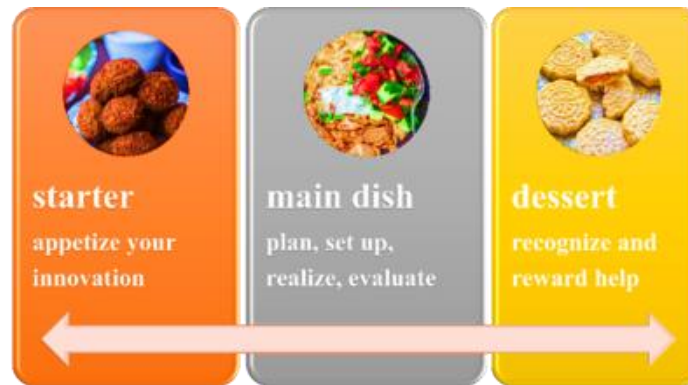 starter
appetize your
innovation
main dish
plan, set up,
realize, evaluate
dessert
recognize and
reward help